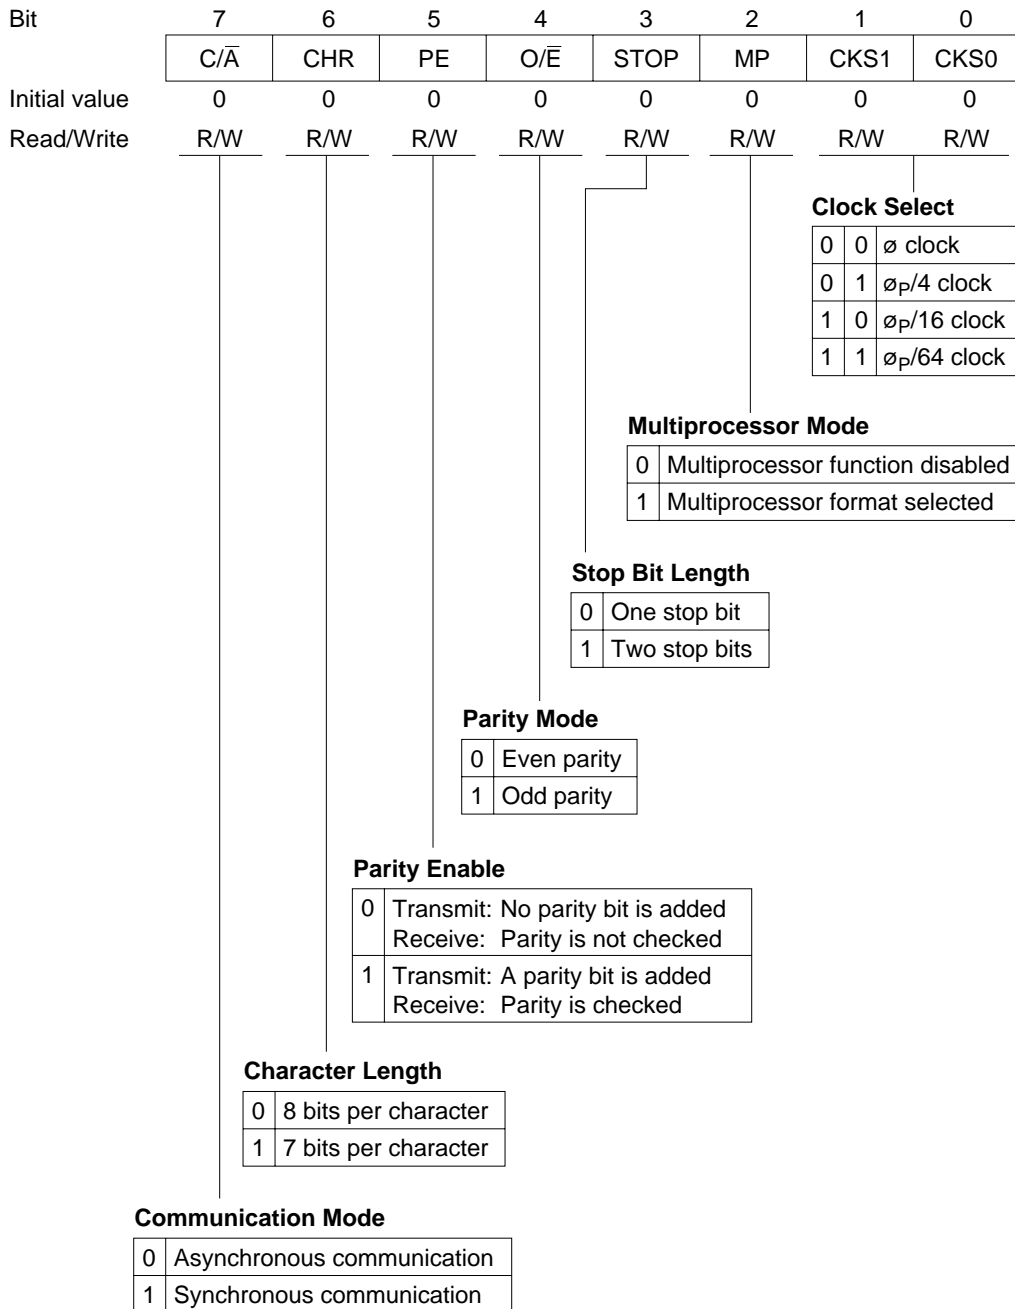 Bit 7 6 5 4 3 2 1 0
C/A̅ CHR PE O/E̅ STOP MP CKS1 CKS0
Initial value 0 0 0 0 0 0 0 0
Read/Write R/W R/W R/W R/W R/W R/W R/W R/W
Clock Select
0 0 ø clock
0 1 øP/4 clock
1 0 øP/16 clock
1 1 øP/64 clock
Multiprocessor Mode
0 Multiprocessor function disabled
1 Multiprocessor format selected
Stop Bit Length
0 One stop bit
1 Two stop bits
Parity Mode
0 Even parity
1 Odd parity
Parity Enable
0 Transmit: No parity bit is added
Receive: Parity is not checked
1 Transmit: A parity bit is added
Receive: Parity is checked
Character Length
0 8 bits per character
1 7 bits per character
Communication Mode
0 Asynchronous communication
1 Synchronous communication